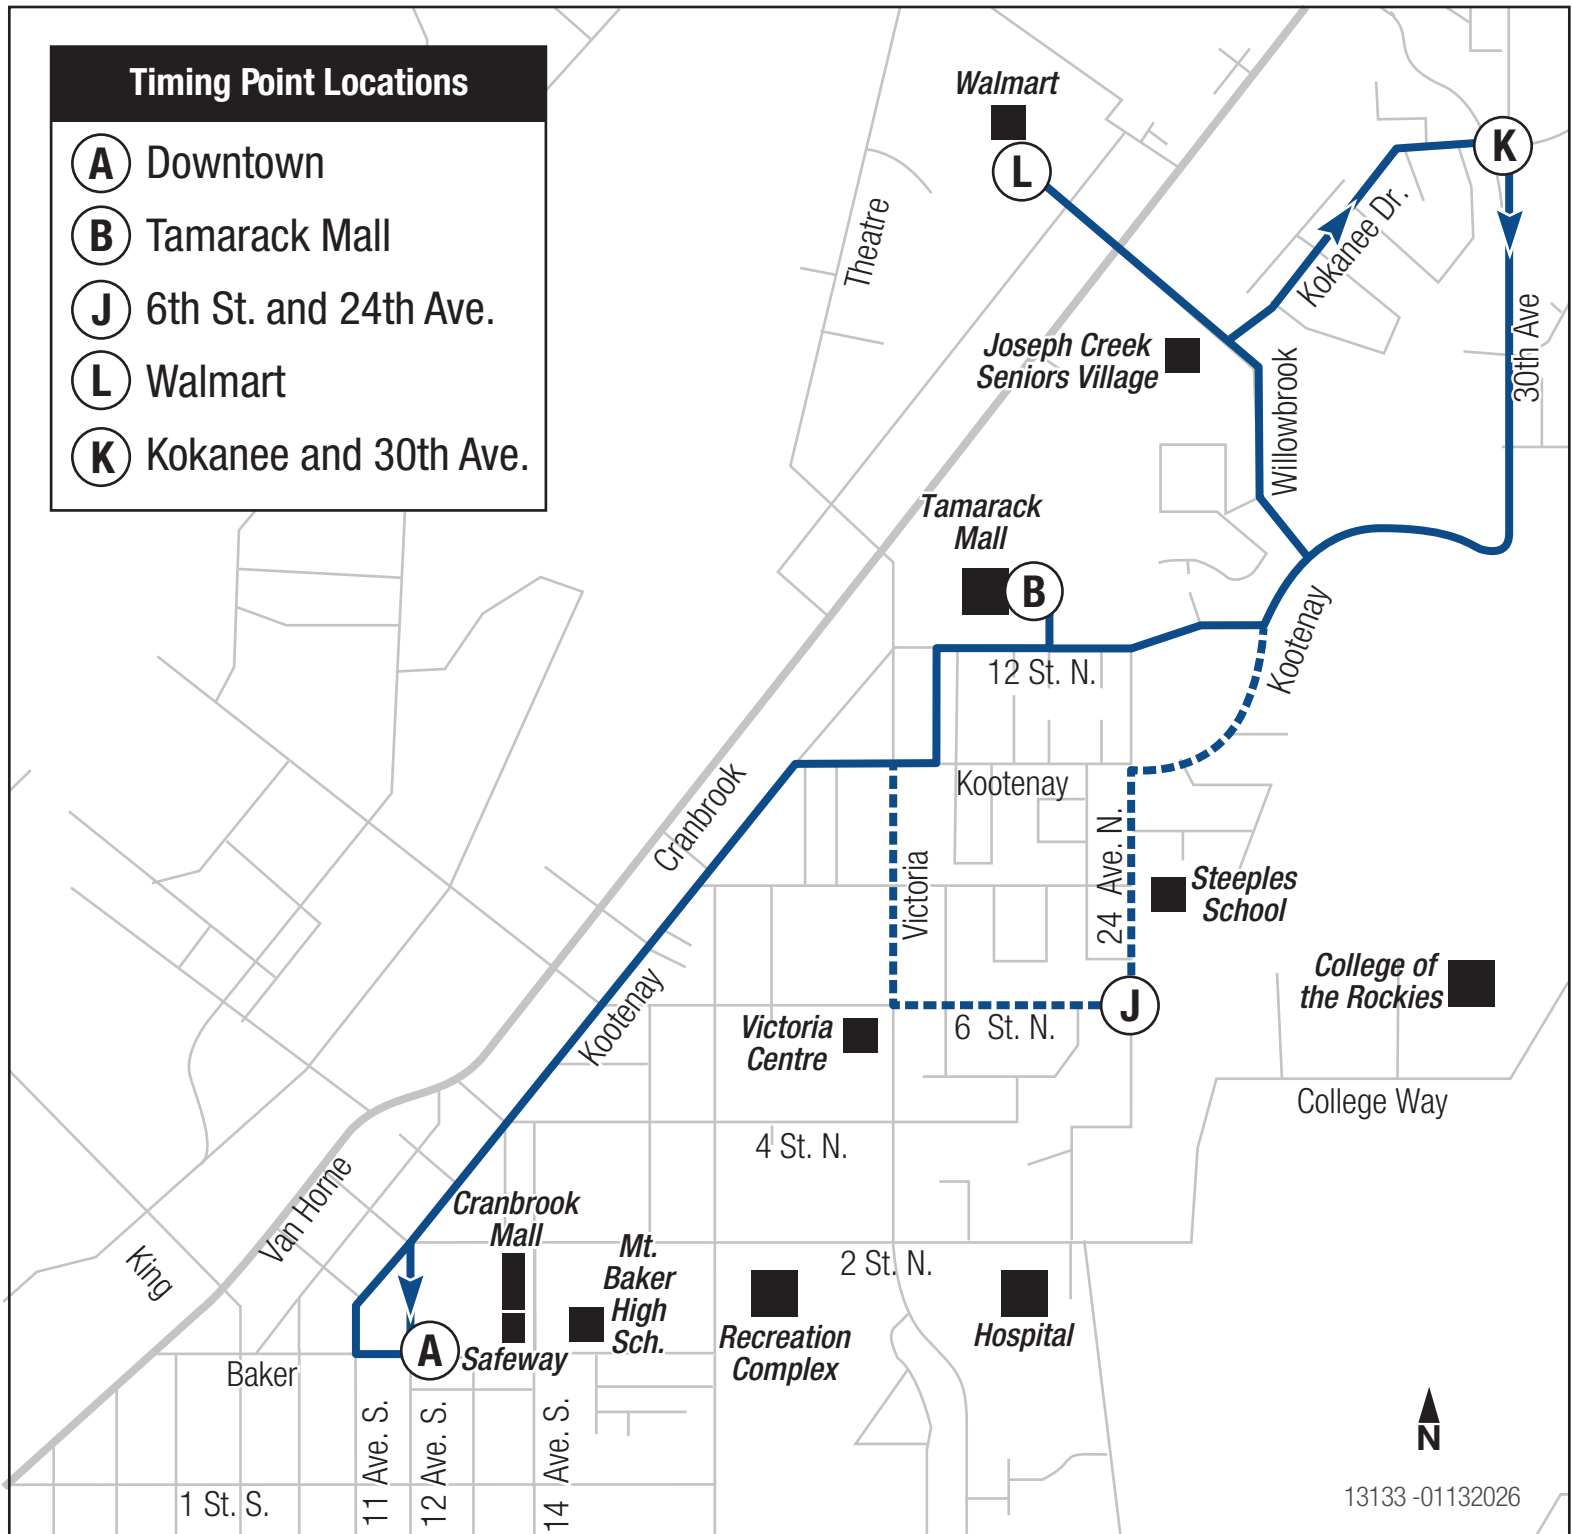 Timing Point Locations
A Downtown
B Tamarack Mall
J 6th St. and 24th Ave.
L Walmart
K Kokanee and 30th Ave.
Walmart
L
K
Theatre
Kokanee Dr.
30th Ave
Joseph Creek
Seniors Village
Willowbrook
Tamarack
Mall
B
Kootenay
12 St. N.
Cranbrook
Kootenay
Victoria
24 Ave. N.
Steeples
School
College of
the Rockies
Kootenay
J
Victoria
Centre
6 St. N.
College Way
4 St. N.
Van Horne
King
Cranbrook
Mall
Mt.
Baker
High
Sch.
2 St. N.
A
Safeway
Recreation
Complex
Hospital
Baker
11 Ave. S.
12 Ave. S.
14 Ave. S.
1 St. S.
N
13133 -01132026